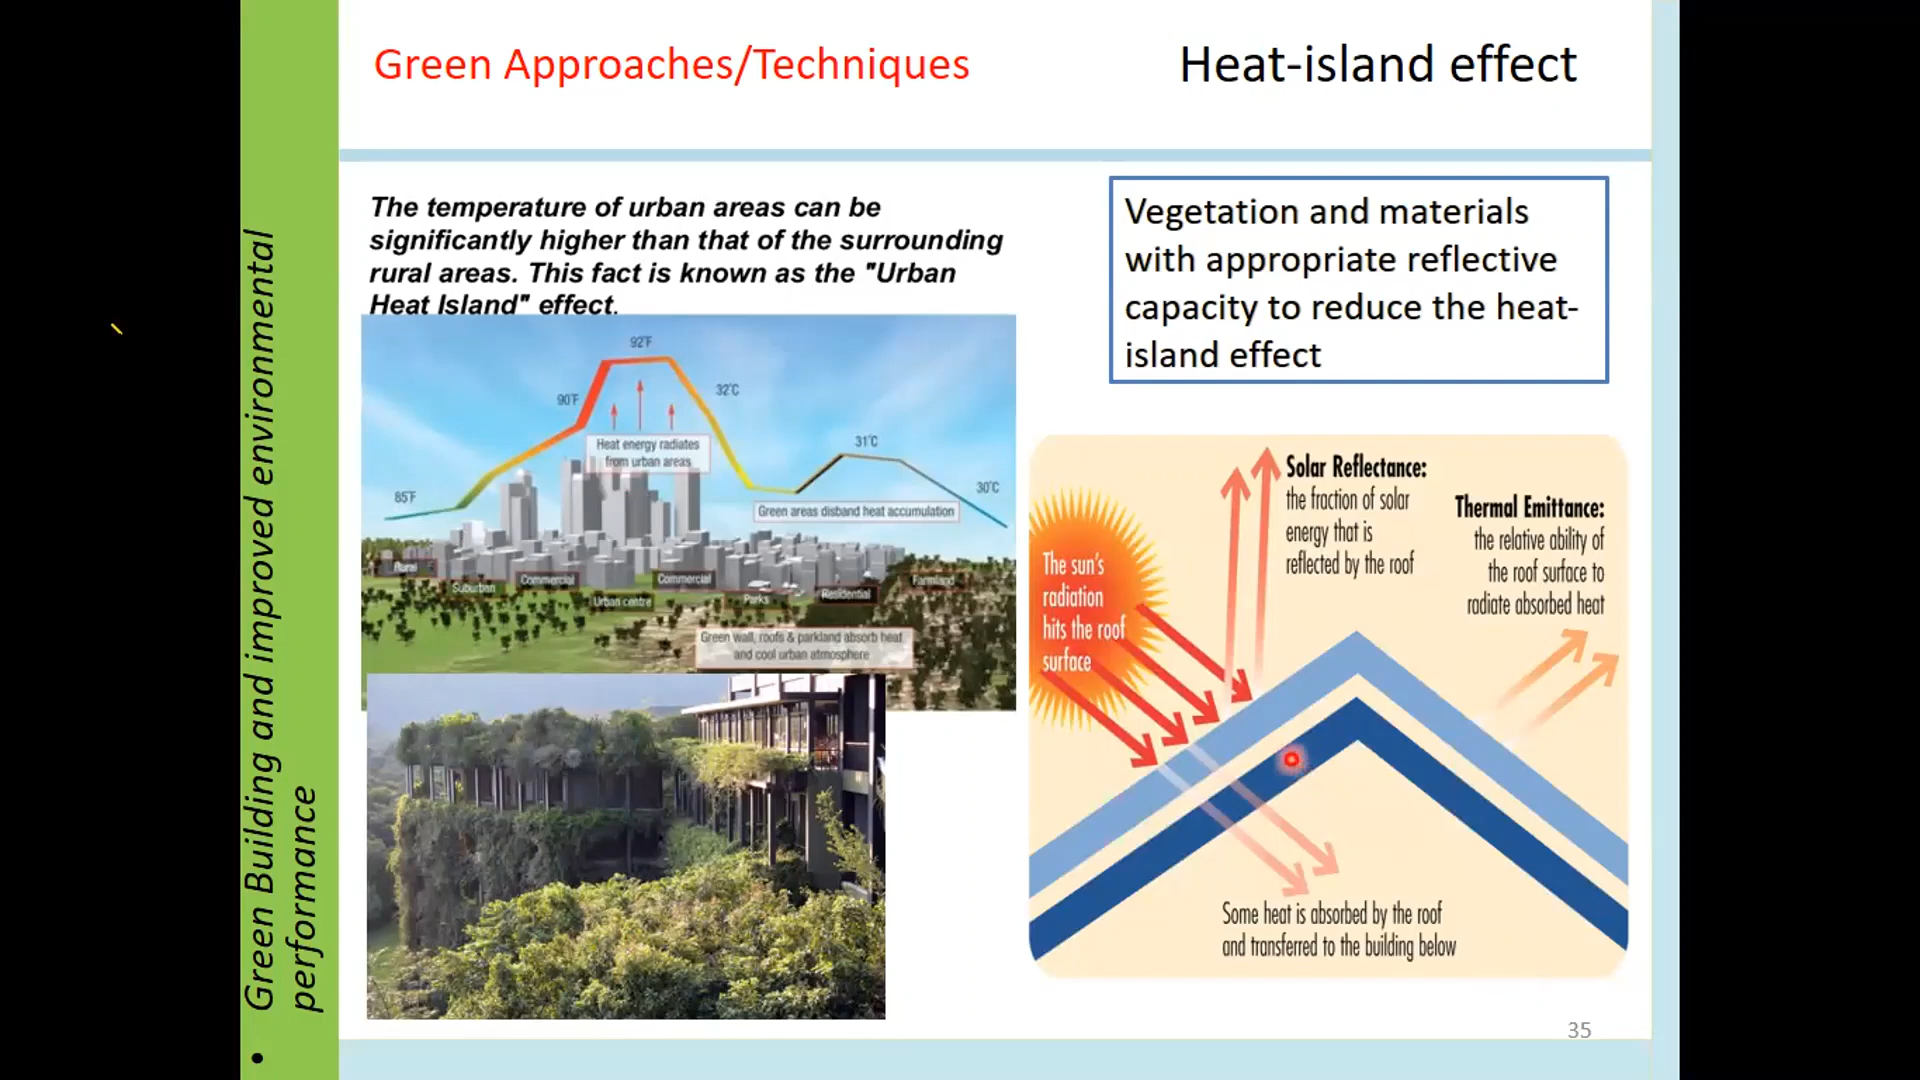 Green Approaches/Techniques
Heat-island effect
• Green Building and improved environmental
performance
The temperature of urban areas can be
significantly higher than that of the surrounding
rural areas. This fact is known as the "Urban
Heat Island" effect.
Vegetation and materials
with appropriate reflective
capacity to reduce the heat-
island effect
92°F
90°F
32°C
Heat energy radiates
from urban areas
31°C
85°F
30°C
Green areas disband heat accumulation
Rural
Suburban
Commercial
Urban centre
Commercial
Parks
Residential
Farmland
Green wall, roofs & parkland absorb heat
and cool urban atmosphere
Solar Reflectance:
the fraction of solar
energy that is
reflected by the roof
Thermal Emittance:
the relative ability of
the roof surface to
radiate absorbed heat
The sun's
radiation
hits the roof
surface
Some heat is absorbed by the roof
and transferred to the building below
35